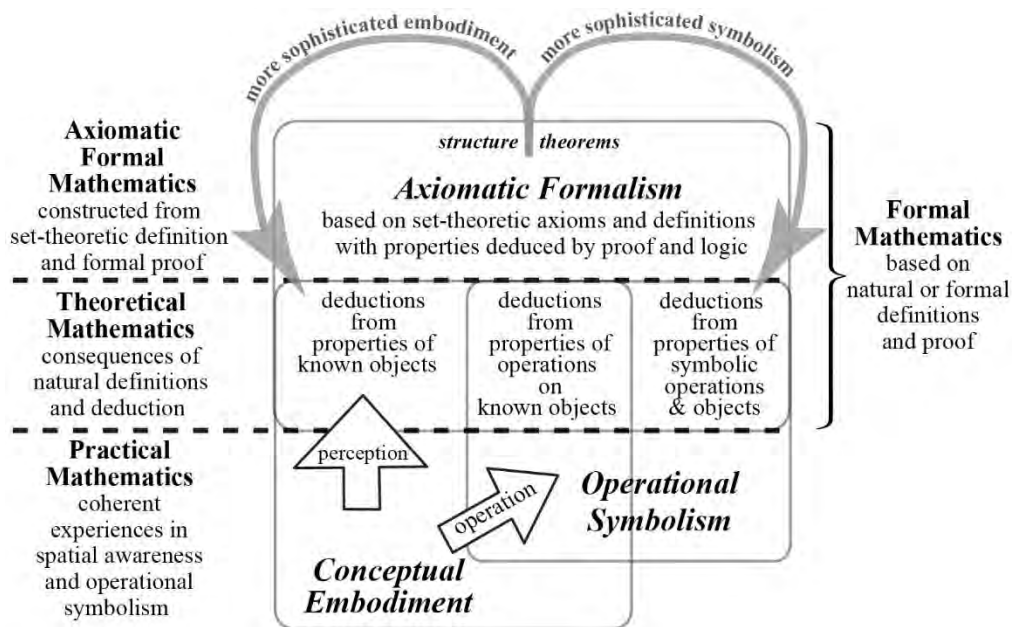 more sophisticated embodiment
more sophisticated symbolism
Axiomatic
Formal
Mathematics
constructed from
set-theoretic definition
and formal proof
structure theorems
Axiomatic Formalism
based on set-theoretic axioms and definitions
with properties deduced by proof and logic
Formal
Mathematics
based on
natural or formal
definitions
and proof
Theoretical
Mathematics
consequences of
natural definitions
and deduction
deductions
from
properties of
known objects
deductions
from
properties of
operations
on
known objects
deductions
from
properties of
symbolic
operations
& objects
Practical
Mathematics
coherent
experiences in
spatial awareness
and operational
symbolism
perception
operation
Operational
Symbolism
Conceptual
Embodiment